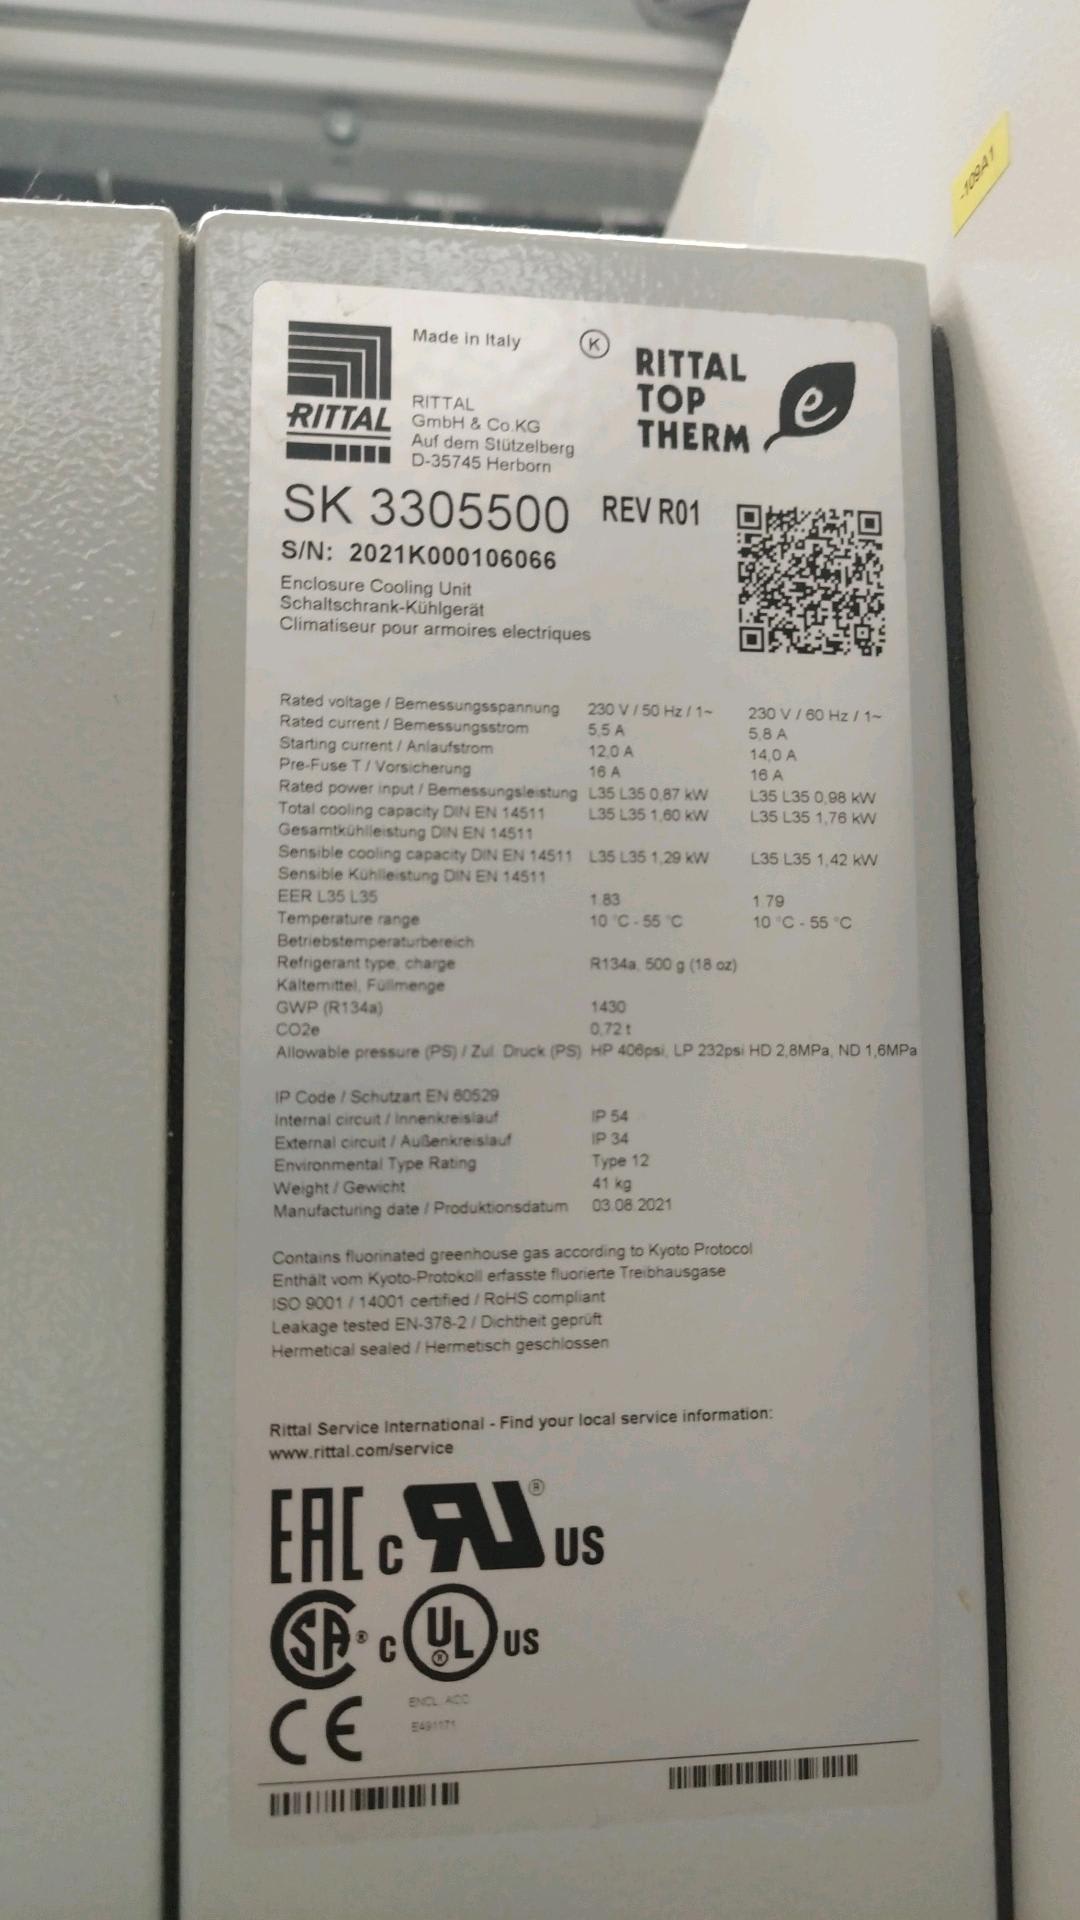 -109A1
Made in Italy
K
RITTAL
TOP
THERM
e
RITTAL
RITTAL
GmbH & Co.KG
Auf dem Stützelberg
D-35745 Herborn
SK 3305500 REV R01
S/N: 2021K000106066
Enclosure Cooling Unit
Schaltschrank-Kühlgerät
Climatiseur pour armoires electriques
Rated voltage / Bemessungsspannung 230 V / 50 Hz / 1~ 230 V / 60 Hz / 1~
Rated current / Bemessungsstrom 5,5 A 5,8 A
Starting current / Anlaufstrom 12,0 A 14,0 A
Pre-Fuse T / Vorsicherung 16 A 16 A
Rated power input / Bemessungsleistung L35 L35 0,87 kW L35 L35 0,98 kW
Total cooling capacity DIN EN 14511 L35 L35 1,60 kW L35 L35 1,76 kW
Gesamtkühlleistung DIN EN 14511
Sensible cooling capacity DIN EN 14511 L35 L35 1,29 kW L35 L35 1,42 kW
Sensible Kühlleistung DIN EN 14511
EER L35 L35 1.83 1.79
Temperature range 10 °C - 55 °C 10 °C - 55 °C
Betriebstemperaturbereich
Refrigerant type, charge R134a, 500 g (18 oz)
Kältemittel, Füllmenge
GWP (R134a) 1430
CO2e 0,72 t
Allowable pressure (PS) / Zul. Druck (PS) HP 406psi, LP 232psi HD 2,8MPa, ND 1,6MPa
IP Code / Schutzart EN 60529
Internal circuit / Innenkreislauf IP 54
External circuit / Außenkreislauf IP 34
Environmental Type Rating Type 12
Weight / Gewicht 41 kg
Manufacturing date / Produktionsdatum 03.08.2021
Contains fluorinated greenhouse gas according to Kyoto Protocol
Enthält vom Kyoto-Protokoll erfasste fluorierte Treibhausgase
ISO 9001 / 14001 certified / RoHS compliant
Leakage tested EN-378-2 / Dichtheit geprüft
Hermetical sealed / Hermetisch geschlossen
Rittal Service International - Find your local service information:
www.rittal.com/service
EAC c RU ® US
SA ® c UL ® US
CE
ENCL. ACC
E491171